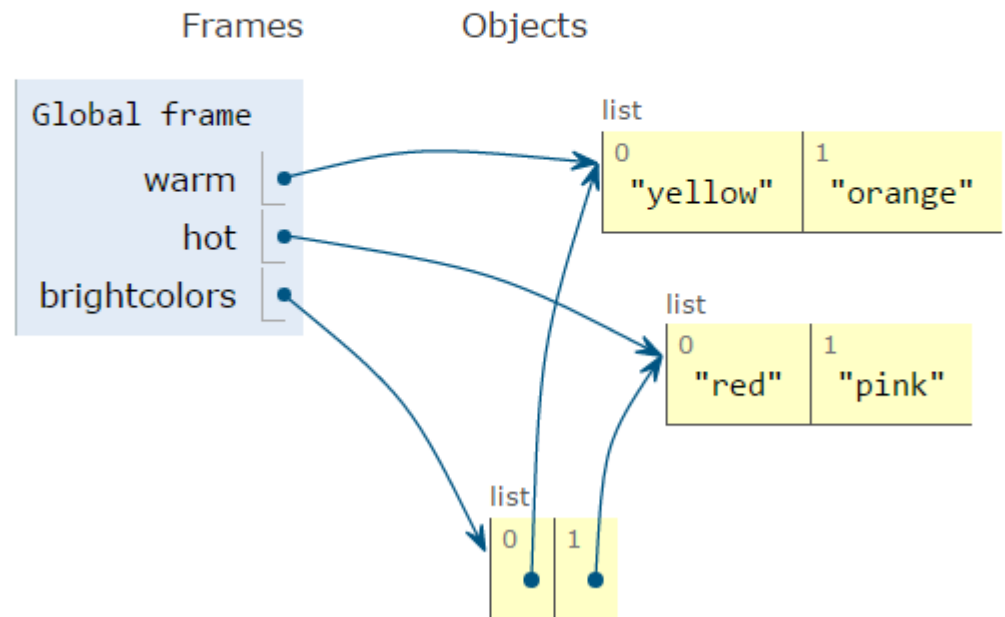 Frames Objects
Global frame
warm
hot
brightcolors
list
0 1
"yellow" "orange"
list
0 1
"red" "pink"
list
0 1